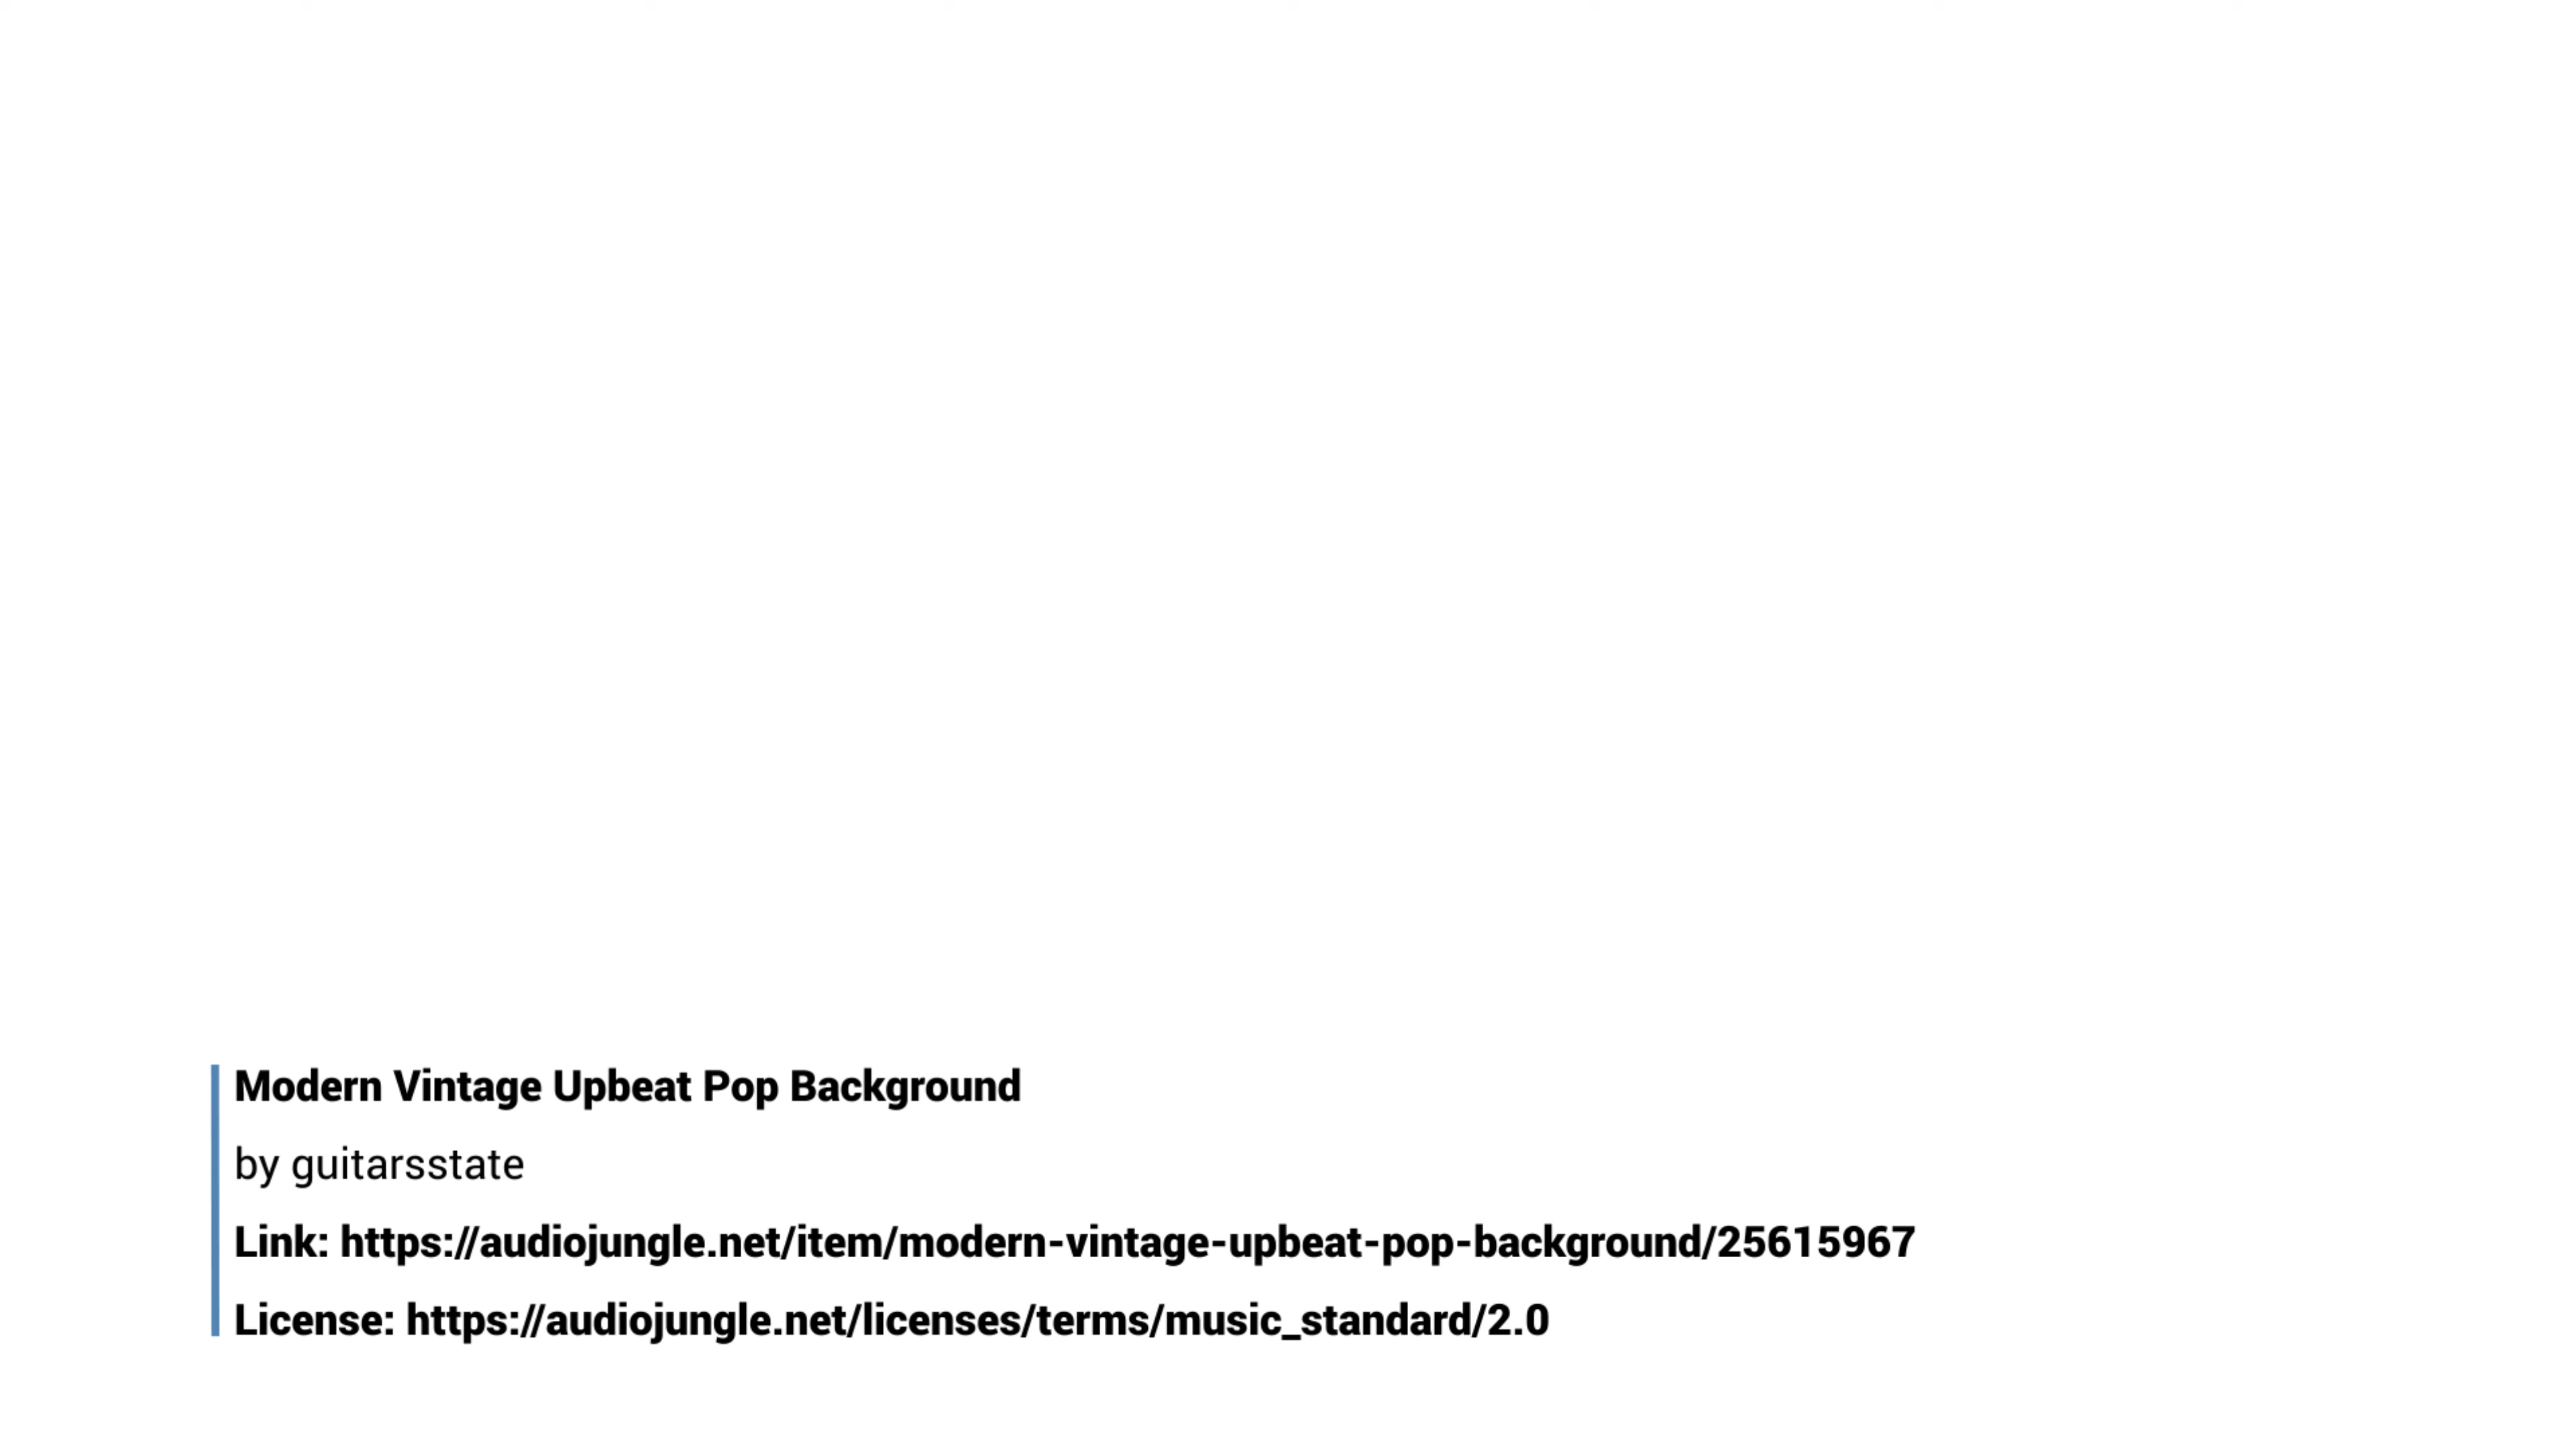 Modern Vintage Upbeat Pop Background
by guitarsstate
Link: https://audiojungle.net/item/modern-vintage-upbeat-pop-background/25615967
License: https://audiojungle.net/licenses/terms/music_standard/2.0